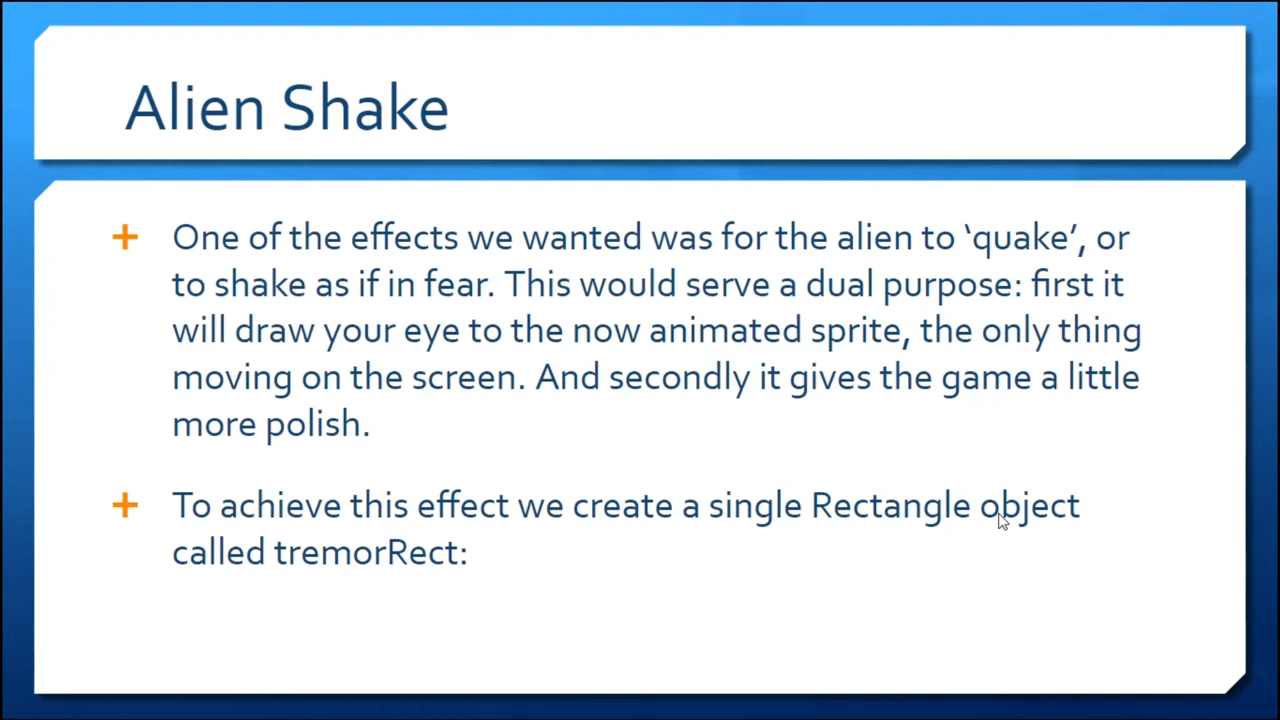 Alien Shake
+ One of the effects we wanted was for the alien to ‘quake’, or
to shake as if in fear. This would serve a dual purpose: first it
will draw your eye to the now animated sprite, the only thing
moving on the screen. And secondly it gives the game a little
more polish.
+ To achieve this effect we create a single Rectangle object
called tremorRect: